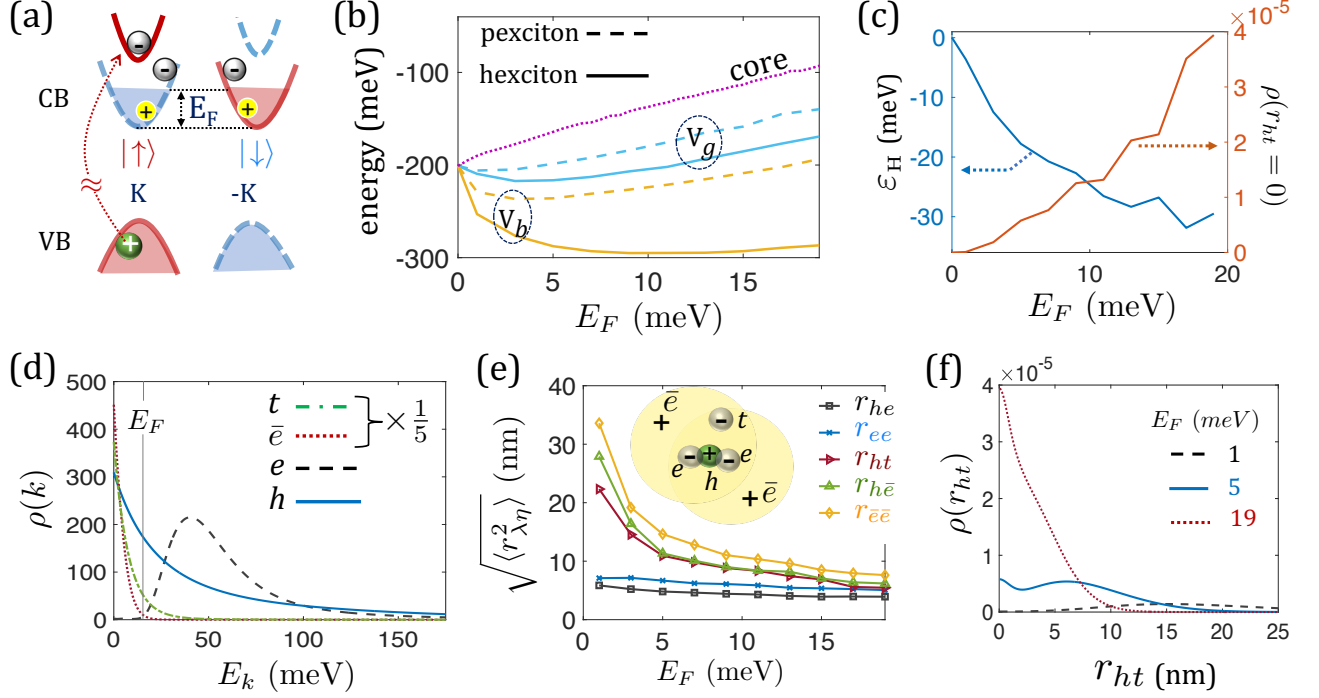 (a)
CB
E_F
|↑⟩
|↓⟩
≈
K
-K
VB
- - -
+ +
+
(b)
energy (meV)
-100
-200
-300
pexciton
hexciton
core
V_g
V_b
0 5 10 15
E_F (meV)
(c)
ε_H (meV)
0
-10
-20
-30
×10^-5
4
3
2
1
0
ρ(r_ht = 0)
0 10 20
E_F (meV)
(d)
ρ(k)
500
400
300
200
100
0
E_F
t
ē
× 1/5
e
h
0 50 100 150
E_k (meV)
(e)
√⟨r²_λη⟩ (nm)
40
30
20
10
0
ē
+
- t
- + -
e e
h
+ ē
r_he
r_ee
r_ht
r_hē
r_ēē
0 5 10 15
E_F (meV)
(f)
×10^-5
ρ(r_ht)
4
3
2
1
0
E_F (meV)
1
5
19
0 5 10 15 20 25
r_ht (nm)